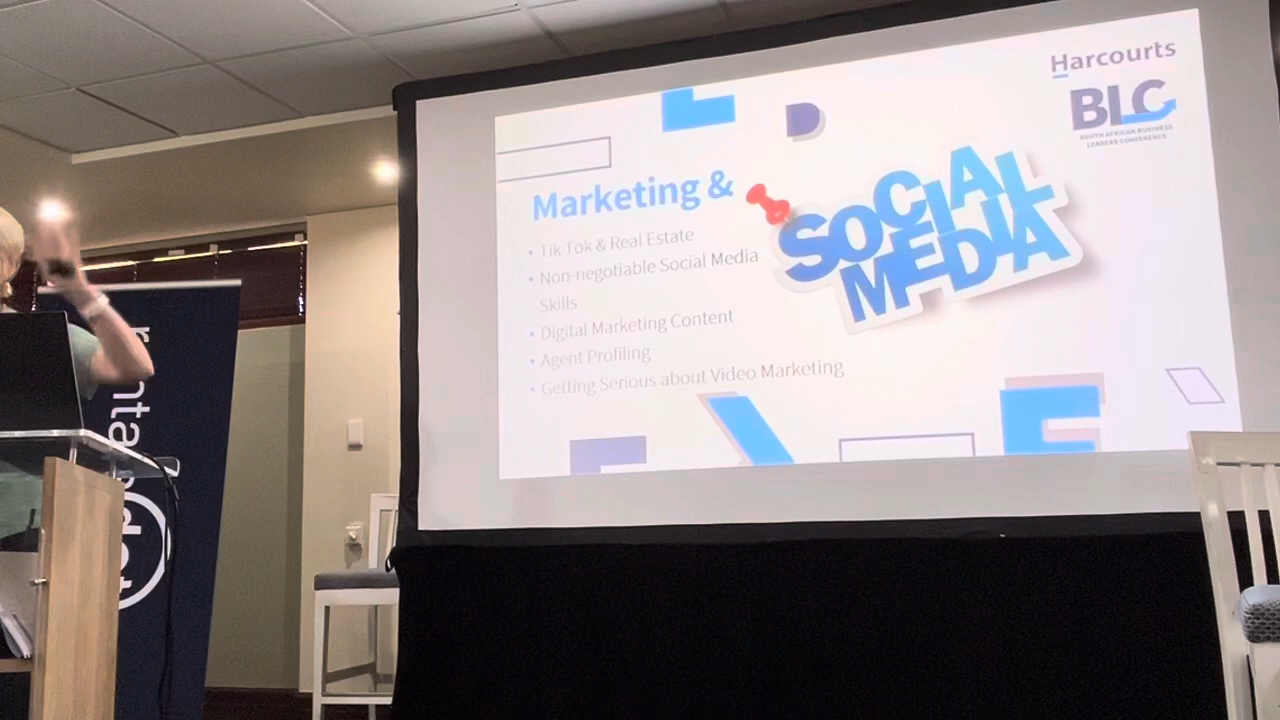 Harcourts
BLC
SOUTH AFRICAN BUSINESS
LEADERS CONFERENCE
Marketing &
SOCIAL
MEDIA
• Tik Tok & Real Estate
• Non-negotiable Social Media
Skills
• Digital Marketing Content
• Agent Profiling
• Getting Serious about Video Marketing